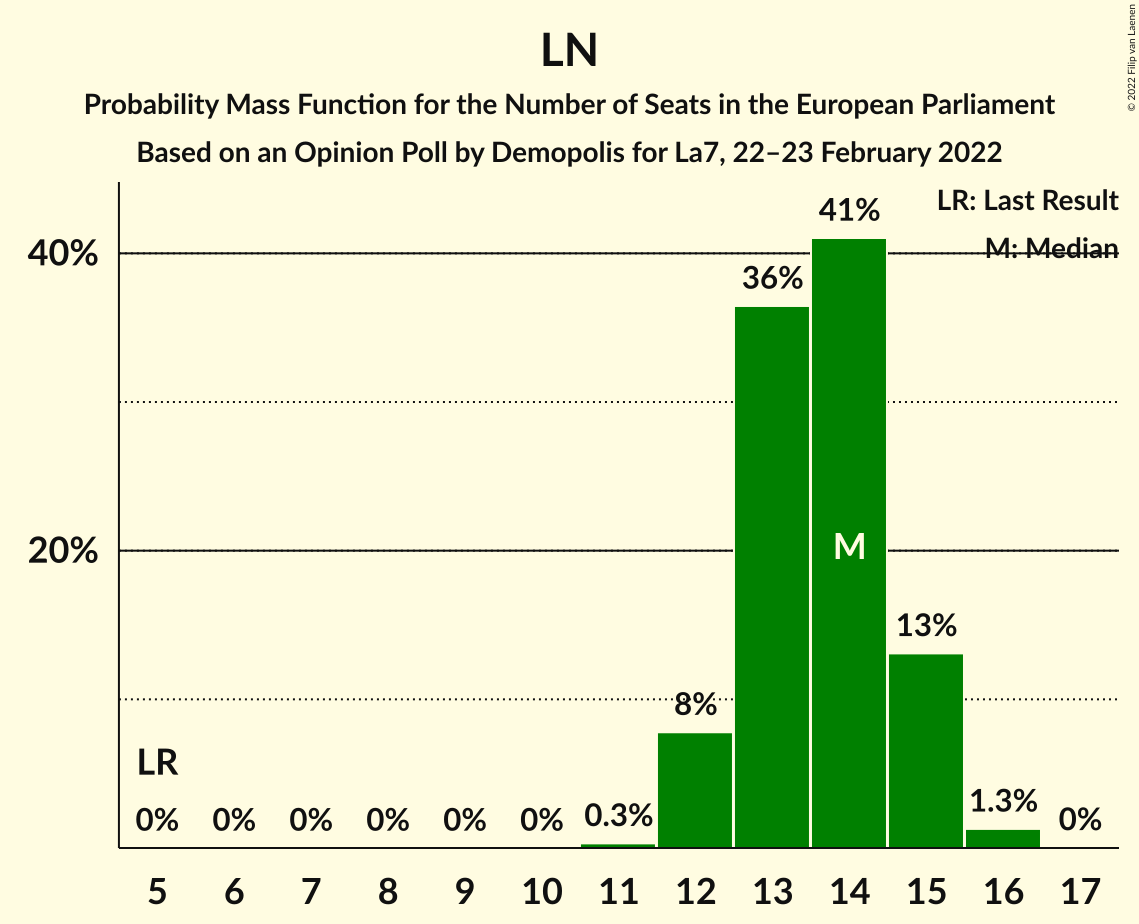 LN
Probability Mass Function for the Number of Seats in the European Parliament
Based on an Opinion Poll by Demopolis for La7, 22–23 February 2022
© 2022 Filip van Laenen
LR: Last Result
M: Median
40%
20%
41%
36%
M
13%
8%
LR
0%
0%
0%
0%
0%
0%
0.3%
1.3%
0%
5 6 7 8 9 10 11 12 13 14 15 16 17